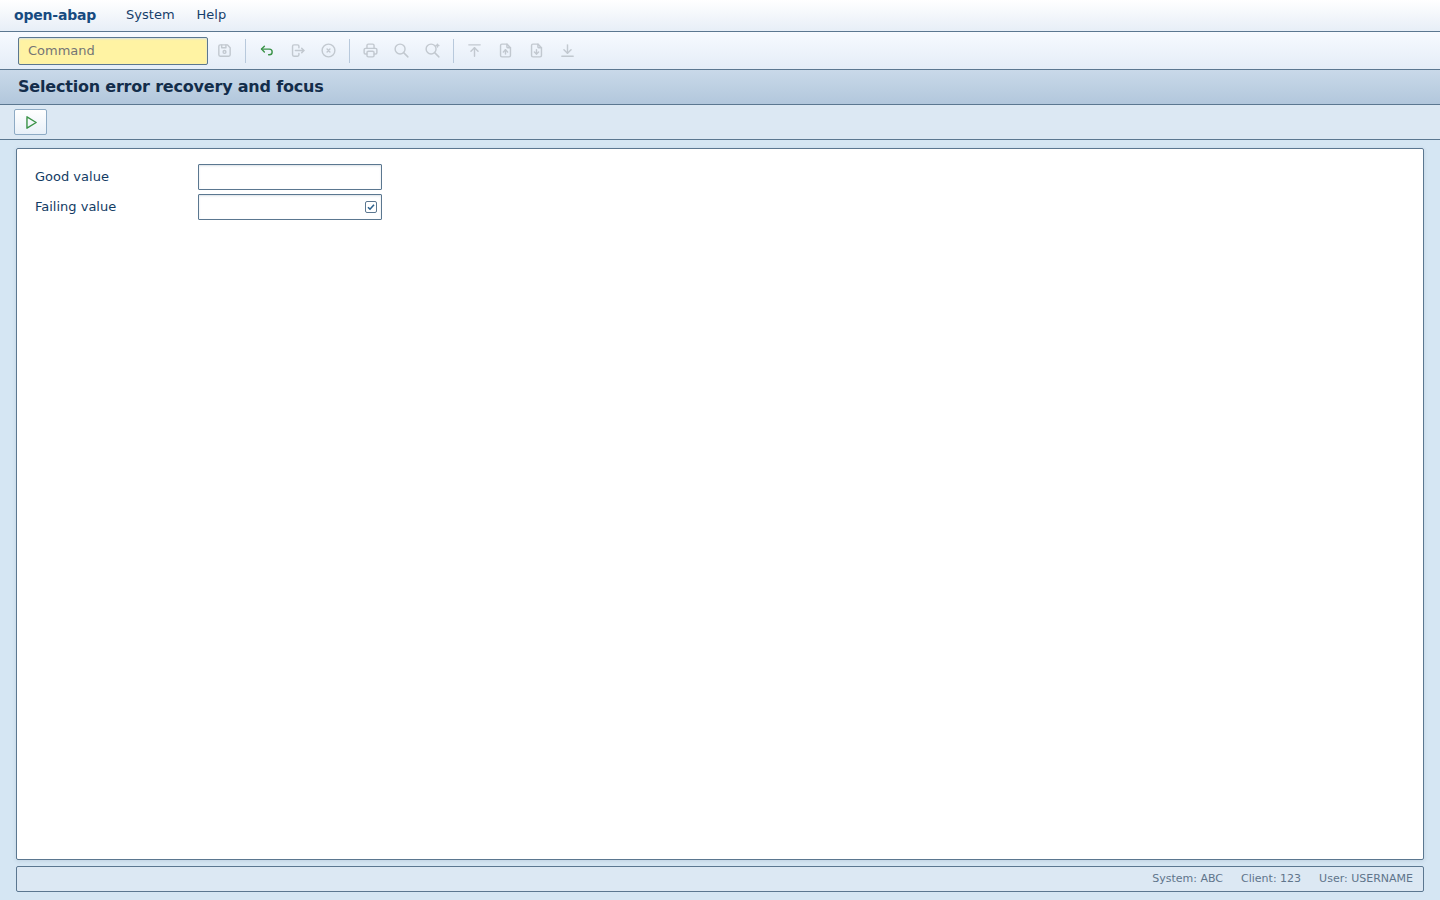 open-abap System Help
Command
Selection error recovery and focus
Good value
Failing value
System: ABC Client: 123 User: USERNAME